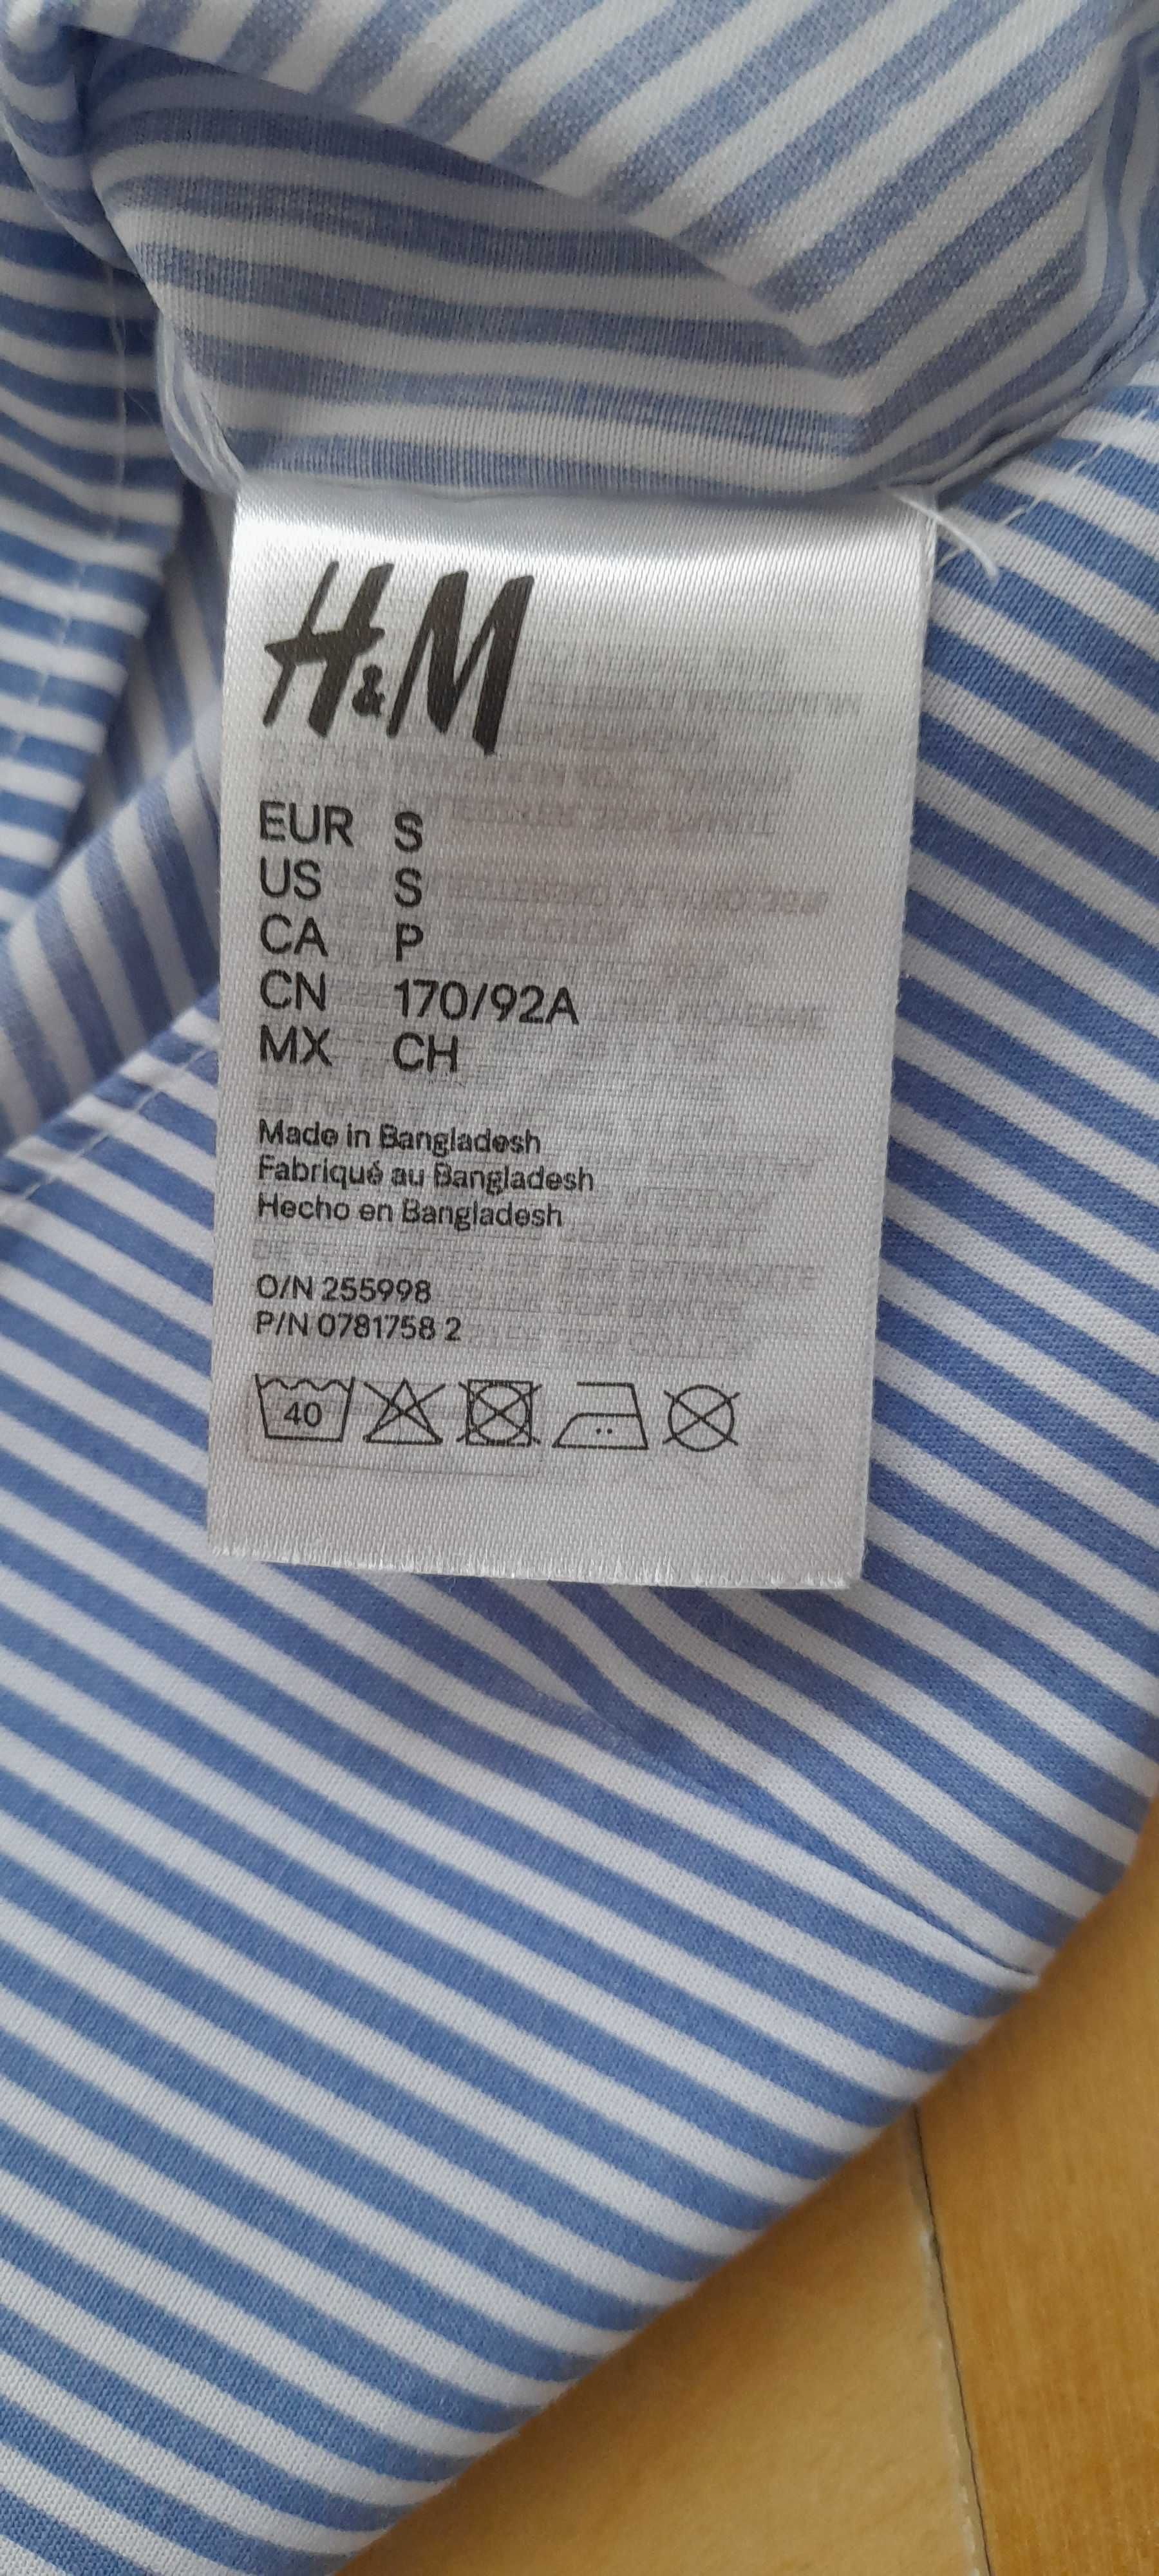 H&M
EUR S
US S
CA P
CN 170/92A
MX CH
Made in Bangladesh
Fabriqué au Bangladesh
Hecho en Bangladesh
O/N 255998
P/N 0781758 2
40